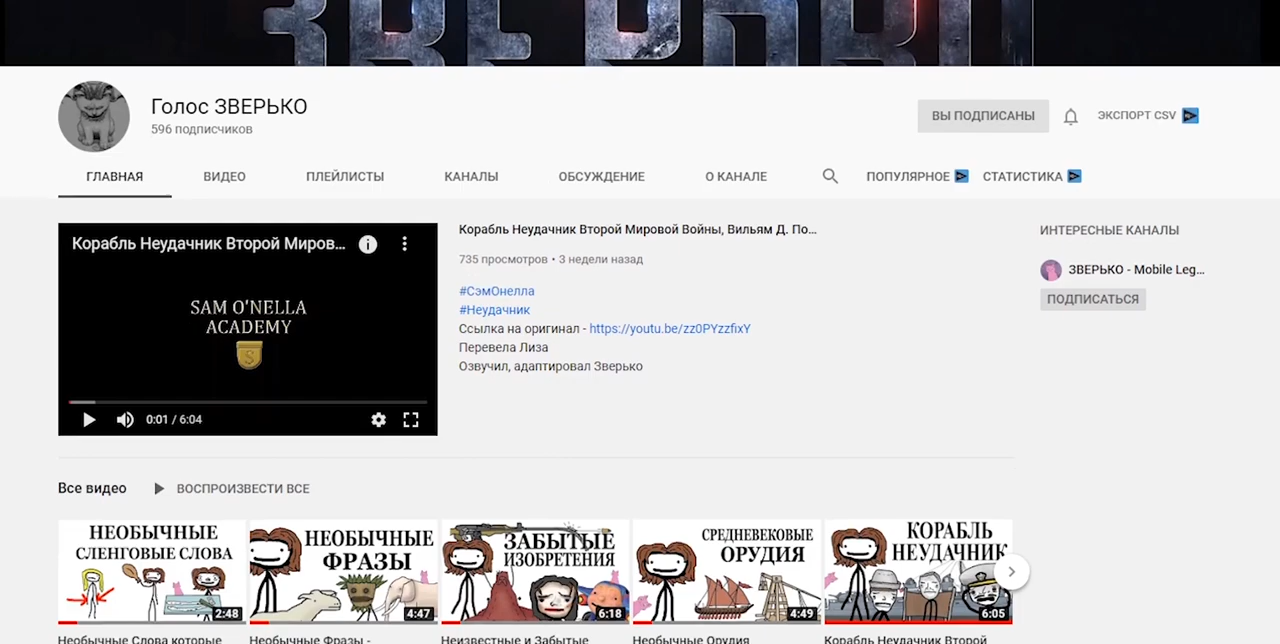 ЗВЕРЬКО
Голос ЗВЕРЬКО
596 подписчиков
ВЫ ПОДПИСАНЫ
ЭКСПОРТ CSV
ГЛАВНАЯ
ВИДЕО
ПЛЕЙЛИСТЫ
КАНАЛЫ
ОБСУЖДЕНИЕ
О КАНАЛЕ
ПОПУЛЯРНОЕ
СТАТИСТИКА
Корабль Неудачник Второй Миров...
SAM O'NELLA
ACADEMY
S
0:01 / 6:04
Корабль Неудачник Второй Мировой Войны, Вильям Д. По...
735 просмотров • 3 недели назад
#СэмОнелла
#Неудачник
Ссылка на оригинал - https://youtu.be/zz0PYzzfixY
Перевела Лиза
Озвучил, адаптировал Зверько
ИНТЕРЕСНЫЕ КАНАЛЫ
ЗВЕРЬКО - Mobile Leg...
ПОДПИСАТЬСЯ
Все видео
ВОСПРОИЗВЕСТИ ВСЕ
НЕОБЫЧНЫЕ
СЛЕНГОВЫЕ СЛОВА
2:48
НЕОБЫЧНЫЕ
ФРАЗЫ
4:47
ЗАБЫТЫЕ
ИЗОБРЕТЕНИЯ
6:18
СРЕДНЕВЕКОВЫЕ
ОРУДИЯ
4:49
КОРАБЛЬ
НЕУДАЧНИК
6:05
Необычные Слова которые
Необычные Фразы -
Неизвестные и Забытые
Необычные Орудия
Корабль Неудачник Второй